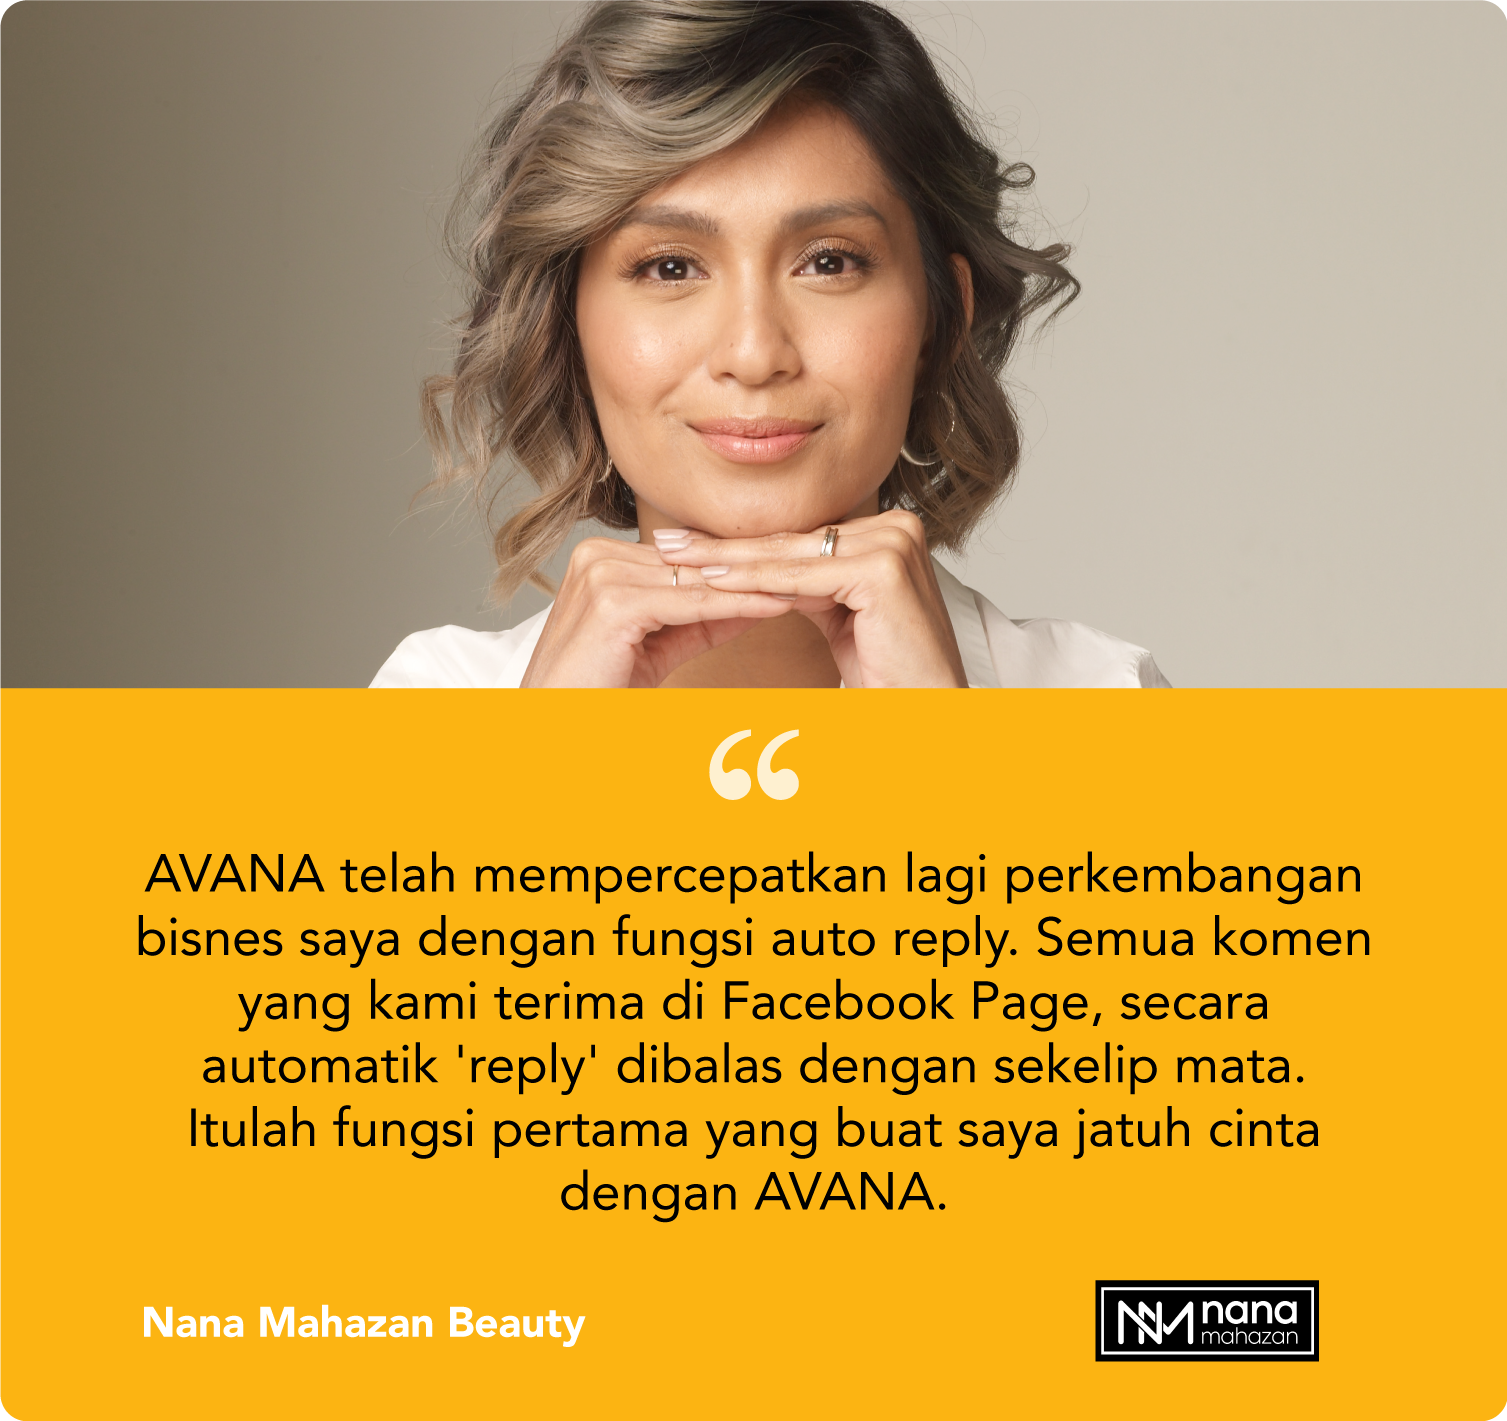 “
AVANA telah mempercepatkan lagi perkembangan
bisnes saya dengan fungsi auto reply. Semua komen
yang kami terima di Facebook Page, secara
automatik 'reply' dibalas dengan sekelip mata.
Itulah fungsi pertama yang buat saya jatuh cinta
dengan AVANA.
Nana Mahazan Beauty
NM nana
mahazan